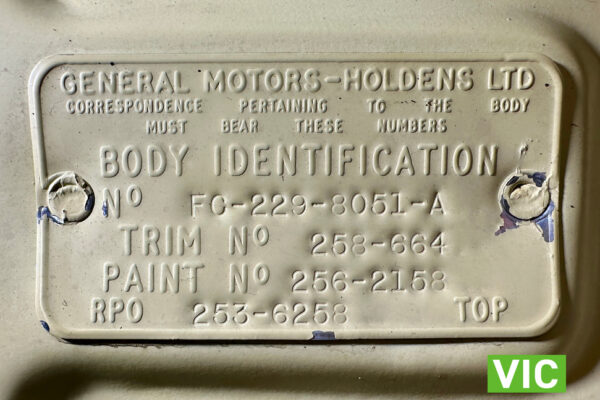 GENERAL MOTORS-HOLDENS LTD
CORRESPONDENCE PERTAINING TO THE BODY
MUST BEAR THESE NUMBERS
BODY IDENTIFICATION
Nº FC-229-8051-A
TRIM Nº 258-664
PAINT Nº 256-2158
RPO 253-6258 TOP
VIC